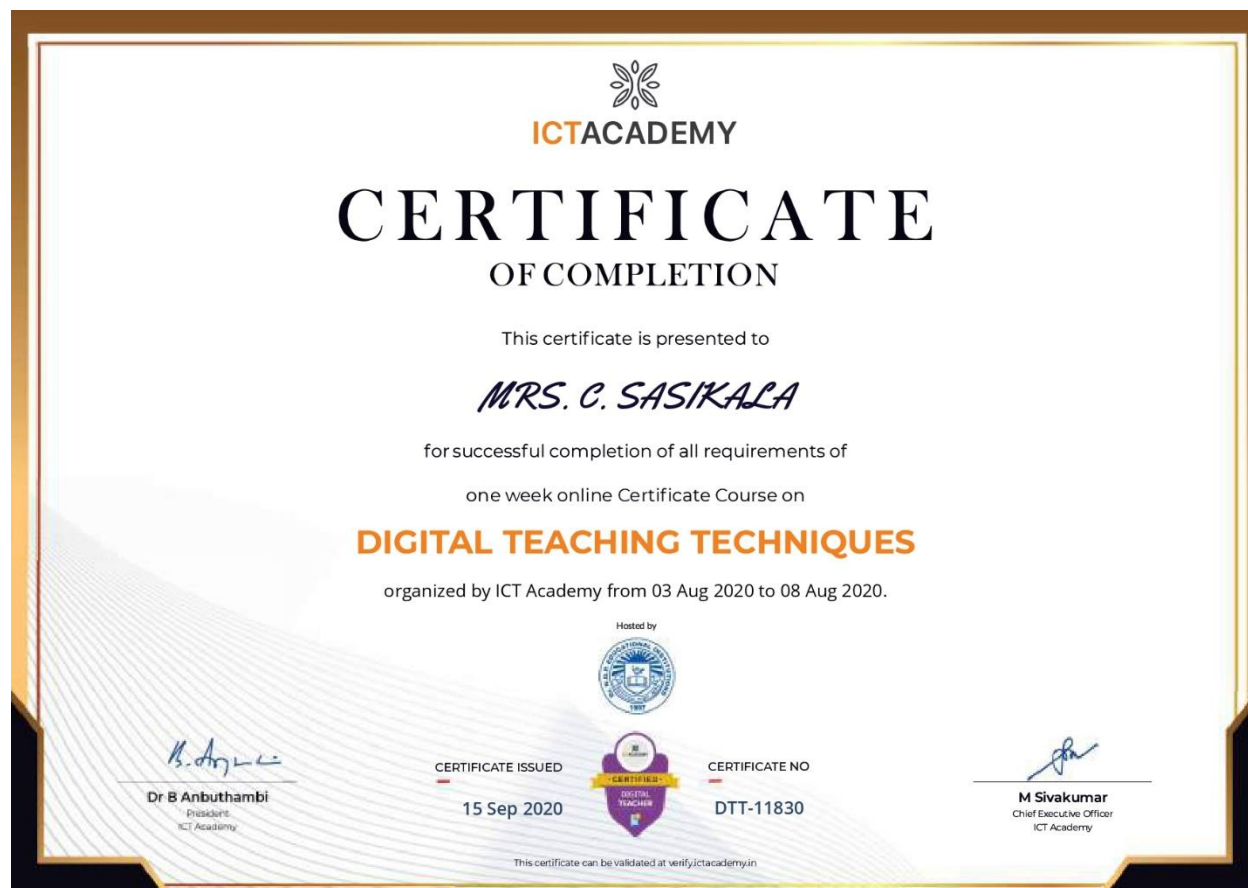 ICTACADEMY
CERTIFICATE
OF COMPLETION
This certificate is presented to
MRS. C. SASIKALA
for successful completion of all requirements of
one week online Certificate Course on
DIGITAL TEACHING TECHNIQUES
organized by ICT Academy from 03 Aug 2020 to 08 Aug 2020.
Hosted by
EDUCATIONAL INSTITUTIONS
1997
CERTIFICATE ISSUED
15 Sep 2020
CERTIFIED
DIGITAL
TEACHER
CERTIFICATE NO
DTT-11830
Dr B Anbuthambi
President
ICT Academy
M Sivakumar
Chief Executive Officer
ICT Academy
This certificate can be validated at verify.ictacademy.in